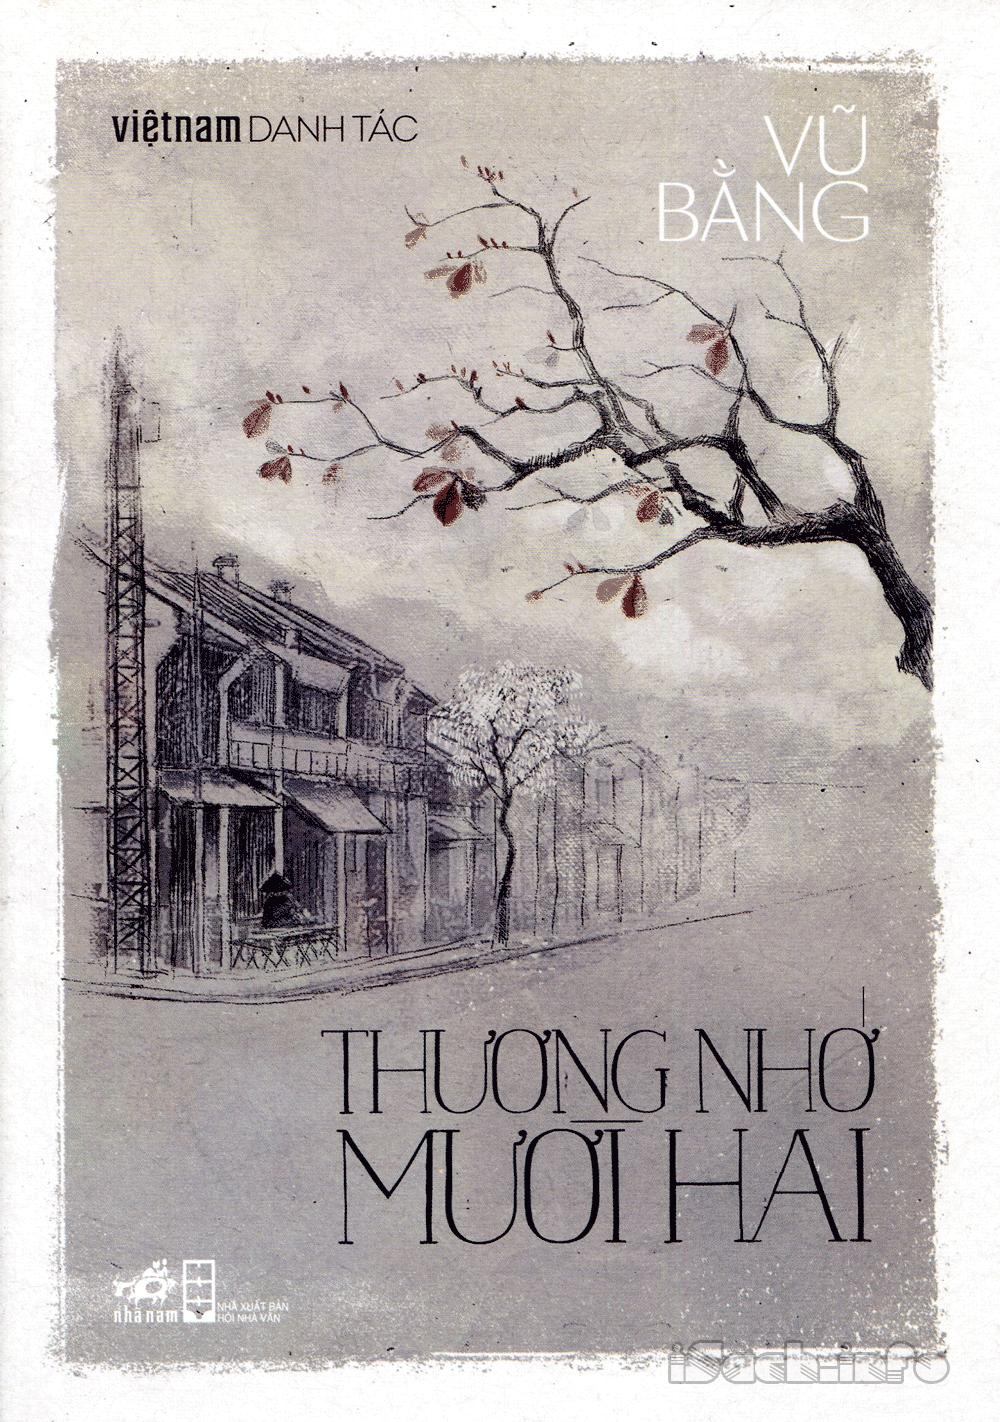 việtnam DANH TÁC
VŨ
BẰNG
THƯƠNG NHỚ
MƯỜI HAI
nhã nam
NHÀ XUẤT BẢN
HỘI NHÀ VĂN
iSach.info